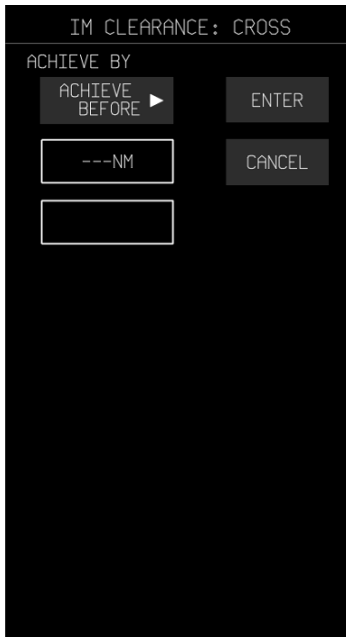 IM CLEARANCE: CROSS
ACHIEVE BY
ACHIEVE
BEFORE ▶
ENTER
---NM
CANCEL